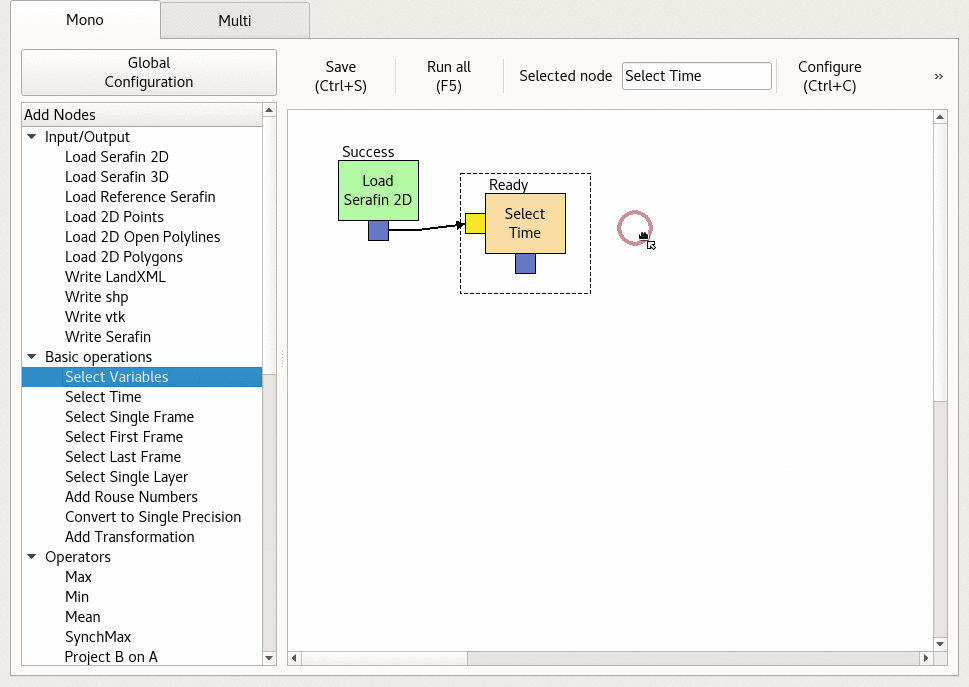 Mono
Multi
Global
Configuration
Save
(Ctrl+S)
Run all
(F5)
Selected node
Select Time
Configure
(Ctrl+C)
»
Add Nodes
Input/Output
Load Serafin 2D
Load Serafin 3D
Load Reference Serafin
Load 2D Points
Load 2D Open Polylines
Load 2D Polygons
Write LandXML
Write shp
Write vtk
Write Serafin
Basic operations
Select Variables
Select Time
Select Single Frame
Select First Frame
Select Last Frame
Select Single Layer
Add Rouse Numbers
Convert to Single Precision
Add Transformation
Operators
Max
Min
Mean
SynchMax
Project B on A
Success
Load
Serafin 2D
Ready
Select
Time